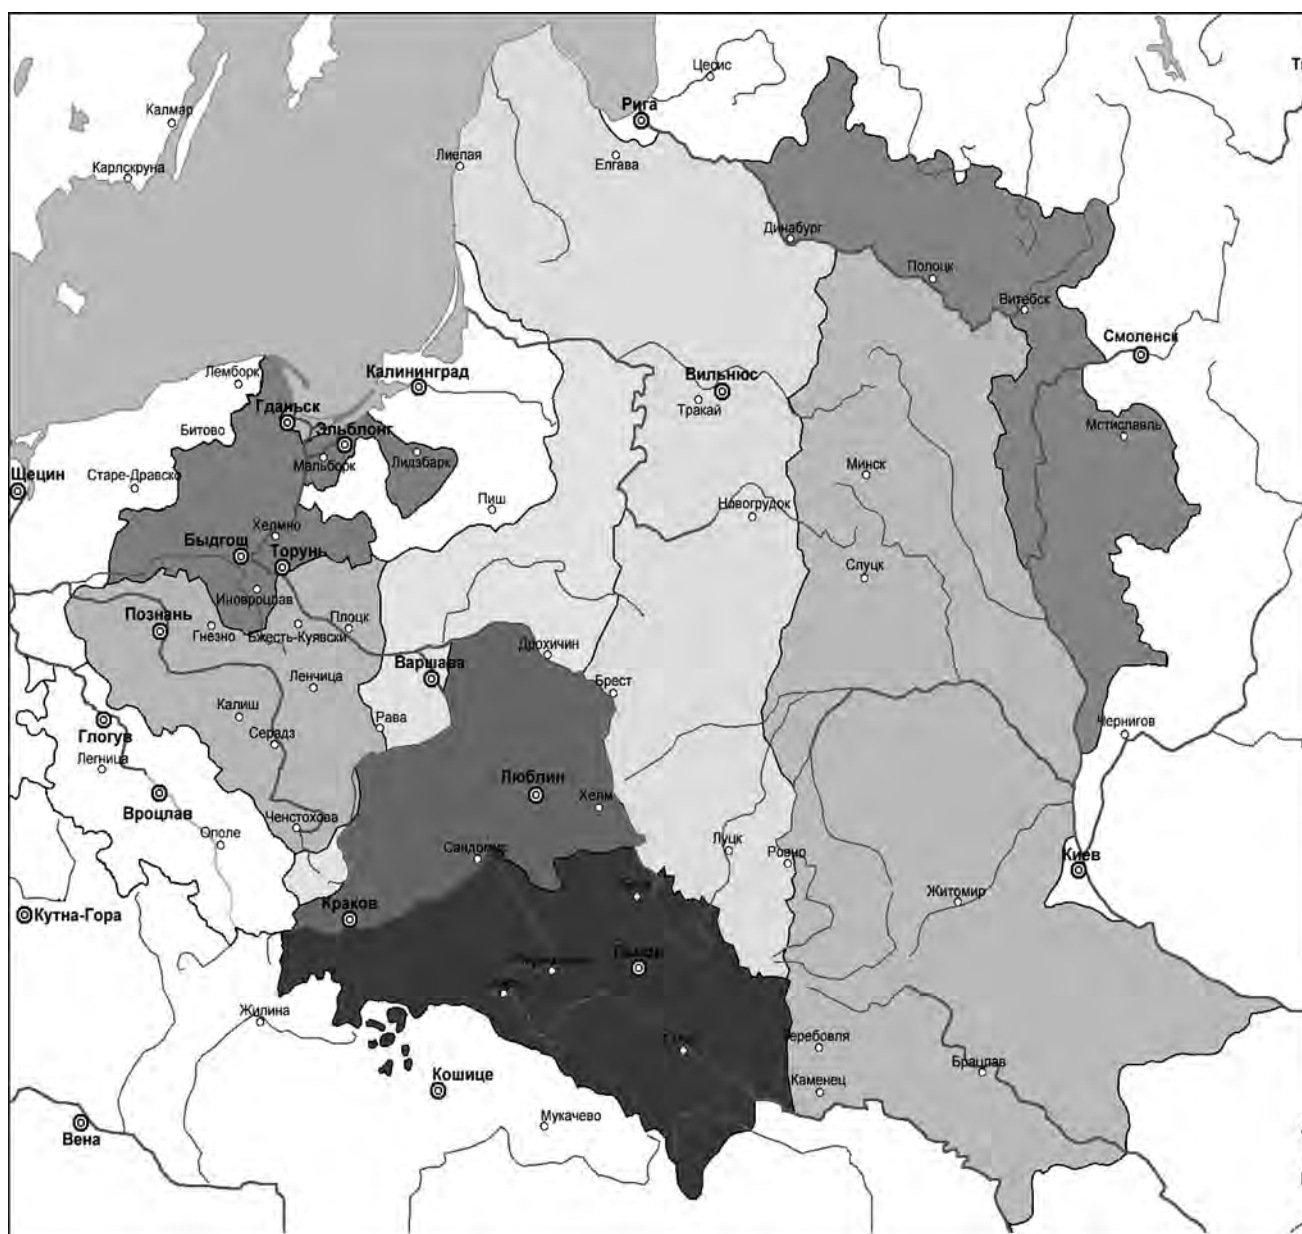 Цесис
Рига
Калмар
Лиепая
Елгава
Карлскруна
Динабург
Полоцк
Витебск
Смоленск
Лемборк
Калининград
Вильнюс
Тракай
Гданьск
Битово
Эльблонг
Мстиславль
Мальборк
Лидзбарк
Щецин
Старе-Дравско
Минск
Пиш
Новогрудок
Хелмно
Быдгощ
Торунь
Слуцк
Иновроцлав
Познань
Плоцк
Гнезно
Бжесть-Куявски
Дрохичин
Варшава
Ленчица
Брест
Калиш
Рава
Чернигов
Глогув
Серадз
Легница
Люблин
Хелм
Вроцлав
Ченстохова
Ополе
Луцк
Ровно
Сандомир
Киев
Житомир
Кутна-Гора
Краков
Жилина
Теребовля
Брацлав
Кошице
Каменец
Вена
Мукачево